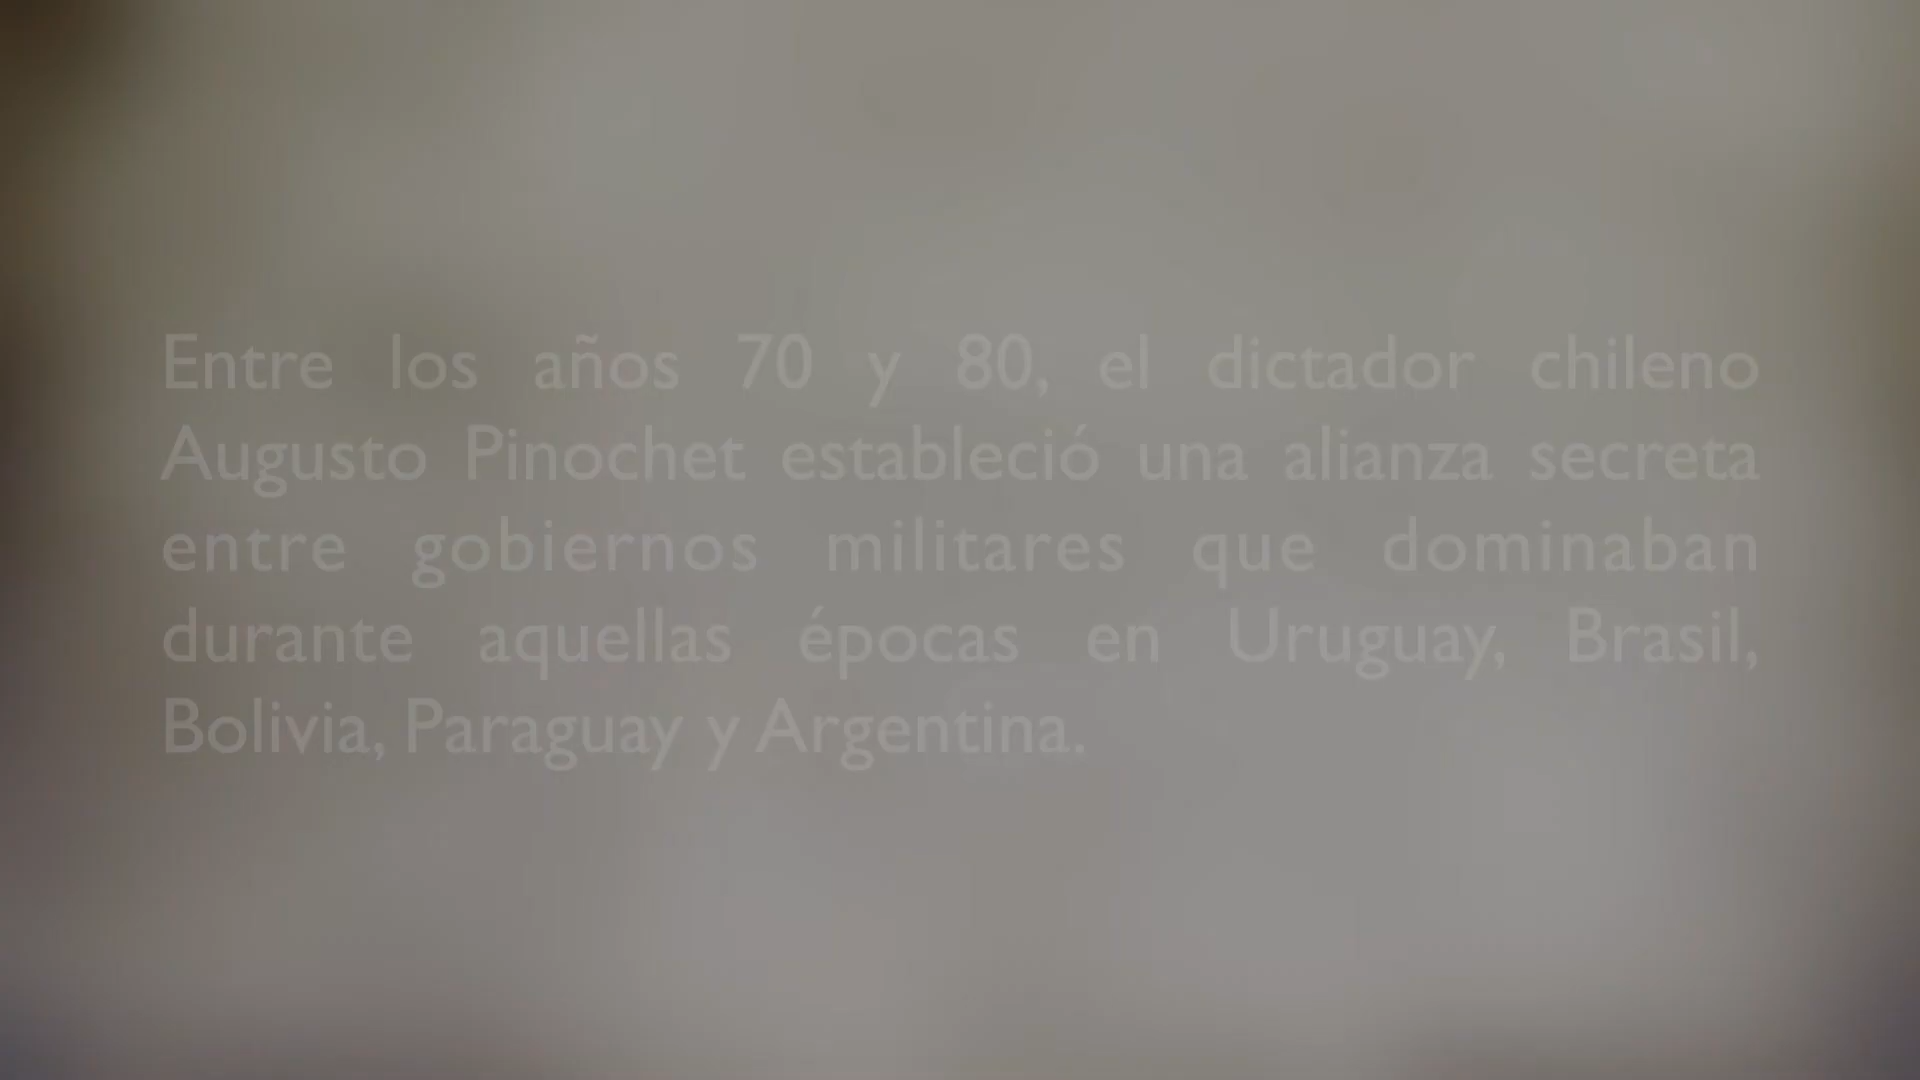 Entre los años 70 y 80, el dictador chileno
Augusto Pinochet estableció una alianza secreta
entre gobiernos militares que dominaban
durante aquellas épocas en Uruguay, Brasil,
Bolivia, Paraguay y Argentina.